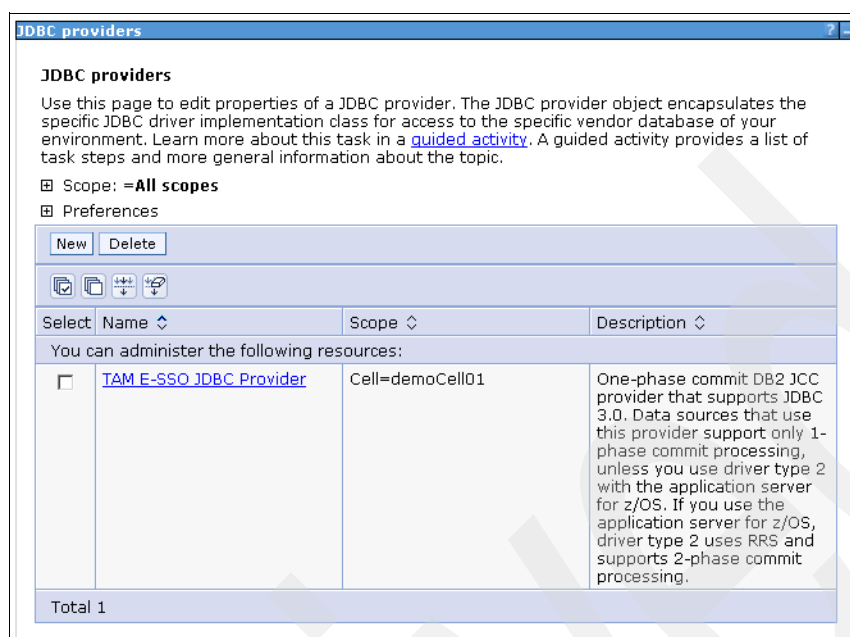 JDBC providers ? -
JDBC providers
Use this page to edit properties of a JDBC provider. The JDBC provider object encapsulates the
specific JDBC driver implementation class for access to the specific vendor database of your
environment. Learn more about this task in a guided activity. A guided activity provides a list of
task steps and more general information about the topic.
Scope: =All scopes
Preferences
New Delete
Select Name Scope Description
You can administer the following resources:
TAM E-SSO JDBC Provider Cell=demoCell01 One-phase commit DB2 JCC
provider that supports JDBC
3.0. Data sources that use
this provider support only 1-
phase commit processing,
unless you use driver type 2
with the application server
for z/OS. If you use the
application server for z/OS,
driver type 2 uses RRS and
supports 2-phase commit
processing.
Total 1